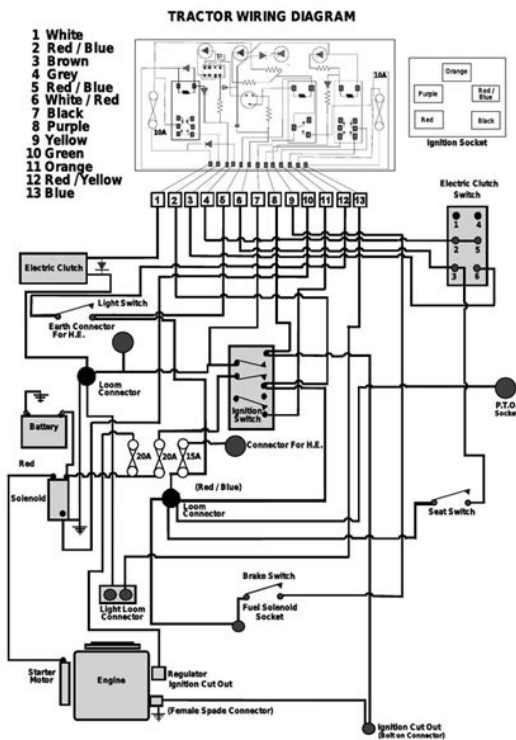 TRACTOR WIRING DIAGRAM
1 White
2 Red / Blue
3 Brown
4 Grey
5 Red / Blue
6 White / Red
7 Black
8 Purple
9 Yellow
10 Green
11 Orange
12 Red /Yellow
13 Blue
10A
10A
Orange
Purple
Red /
Blue
Red
Black
Ignition Socket
1 2 3 4 5 6 7 8 9 10 11 12 13
Electric Clutch
Switch
1 4
2 5
3 6
Electric Clutch
Light Switch
Earth Connector
For H.E.
Loom
Connector
Ignition
Switch
P.T.O.
Socket
Battery
Connector For H.E.
20A
20A
15A
Red
Solenoid
(Red / Blue)
Loom
Connector
Seat Switch
Brake Switch
Fuel Solenoid
Socket
Light Loom
Connector
Starter
Motor
Engine
Regulator
Ignition Cut Out
(Female Spade Connector)
Ignition Cut Out
(Bolt on Connector)